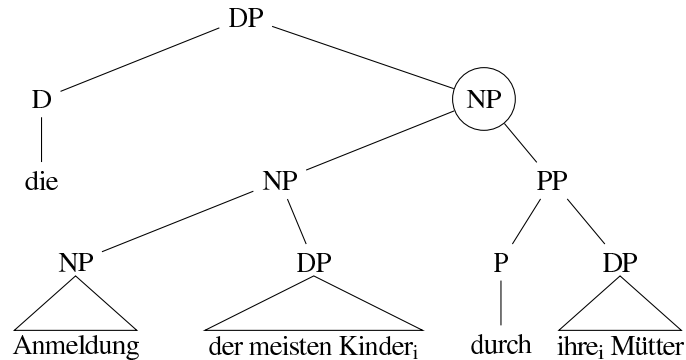 DP
D NP
die NP PP
NP DP P DP
Anmeldung der meisten Kinderᵢ durch ihreᵢ Mütter